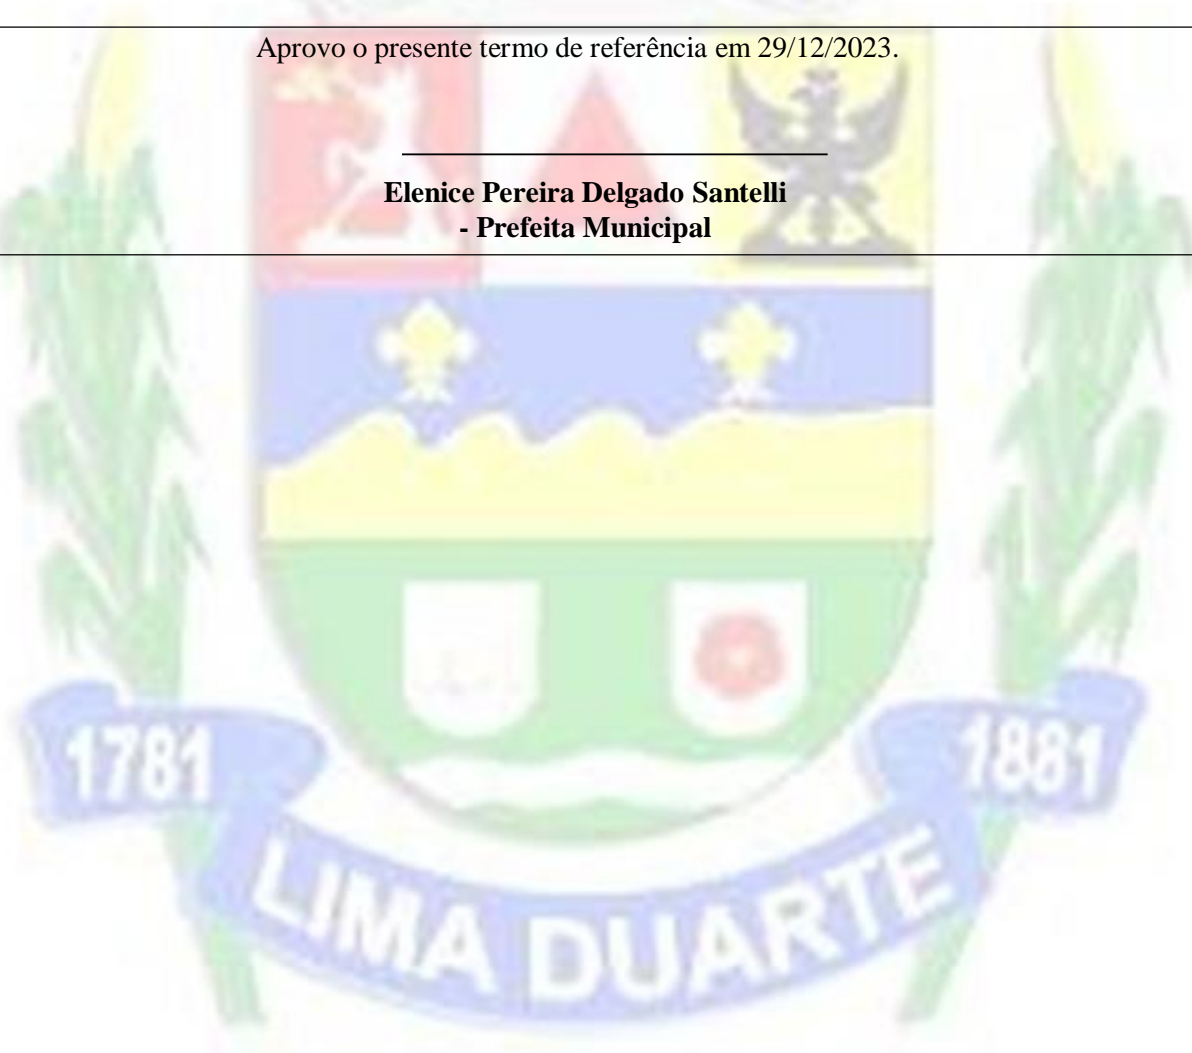 Aprovo o presente termo de referência em 29/12/2023.
Elenice Pereira Delgado Santelli
- Prefeita Municipal
1781
1881
LIMA DUARTE